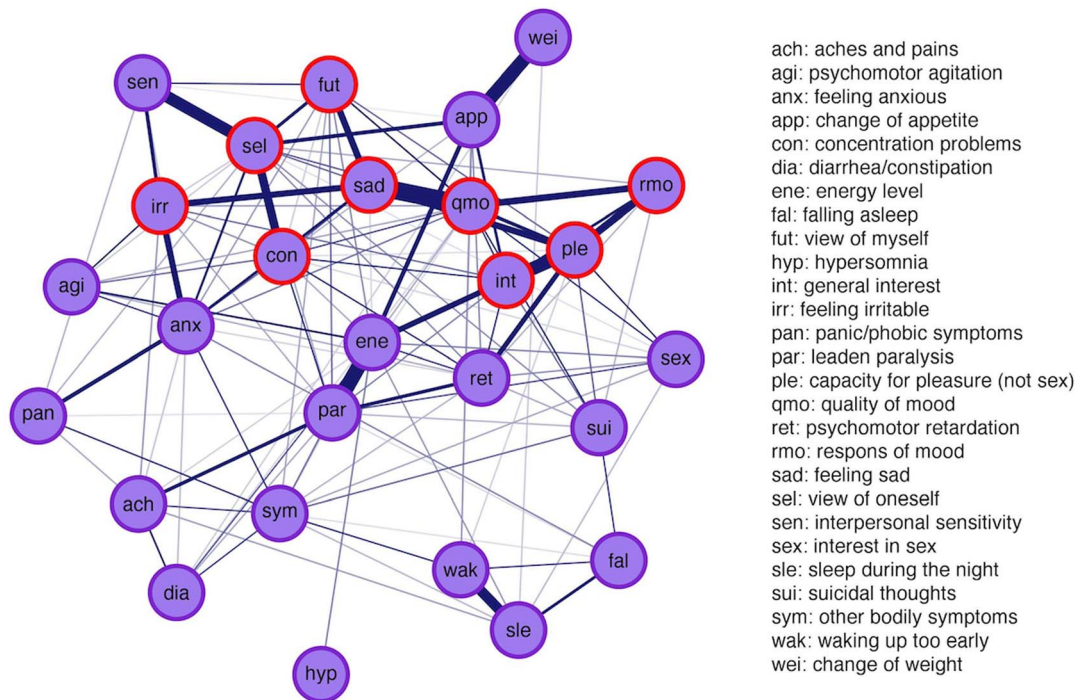 wei
sen
fut
app
sel
sad
rmo
irr
qmo
con
ple
int
agi
anx
ene
sex
ret
par
pan
sui
ach
sym
wak
fal
dia
sle
hyp
ach: aches and pains
agi: psychomotor agitation
anx: feeling anxious
app: change of appetite
con: concentration problems
dia: diarrhea/constipation
ene: energy level
fal: falling asleep
fut: view of myself
hyp: hypersomnia
int: general interest
irr: feeling irritable
pan: panic/phobic symptoms
par: leaden paralysis
ple: capacity for pleasure (not sex)
qmo: quality of mood
ret: psychomotor retardation
rmo: respons of mood
sad: feeling sad
sel: view of oneself
sen: interpersonal sensitivity
sex: interest in sex
sle: sleep during the night
sui: suicidal thoughts
sym: other bodily symptoms
wak: waking up too early
wei: change of weight